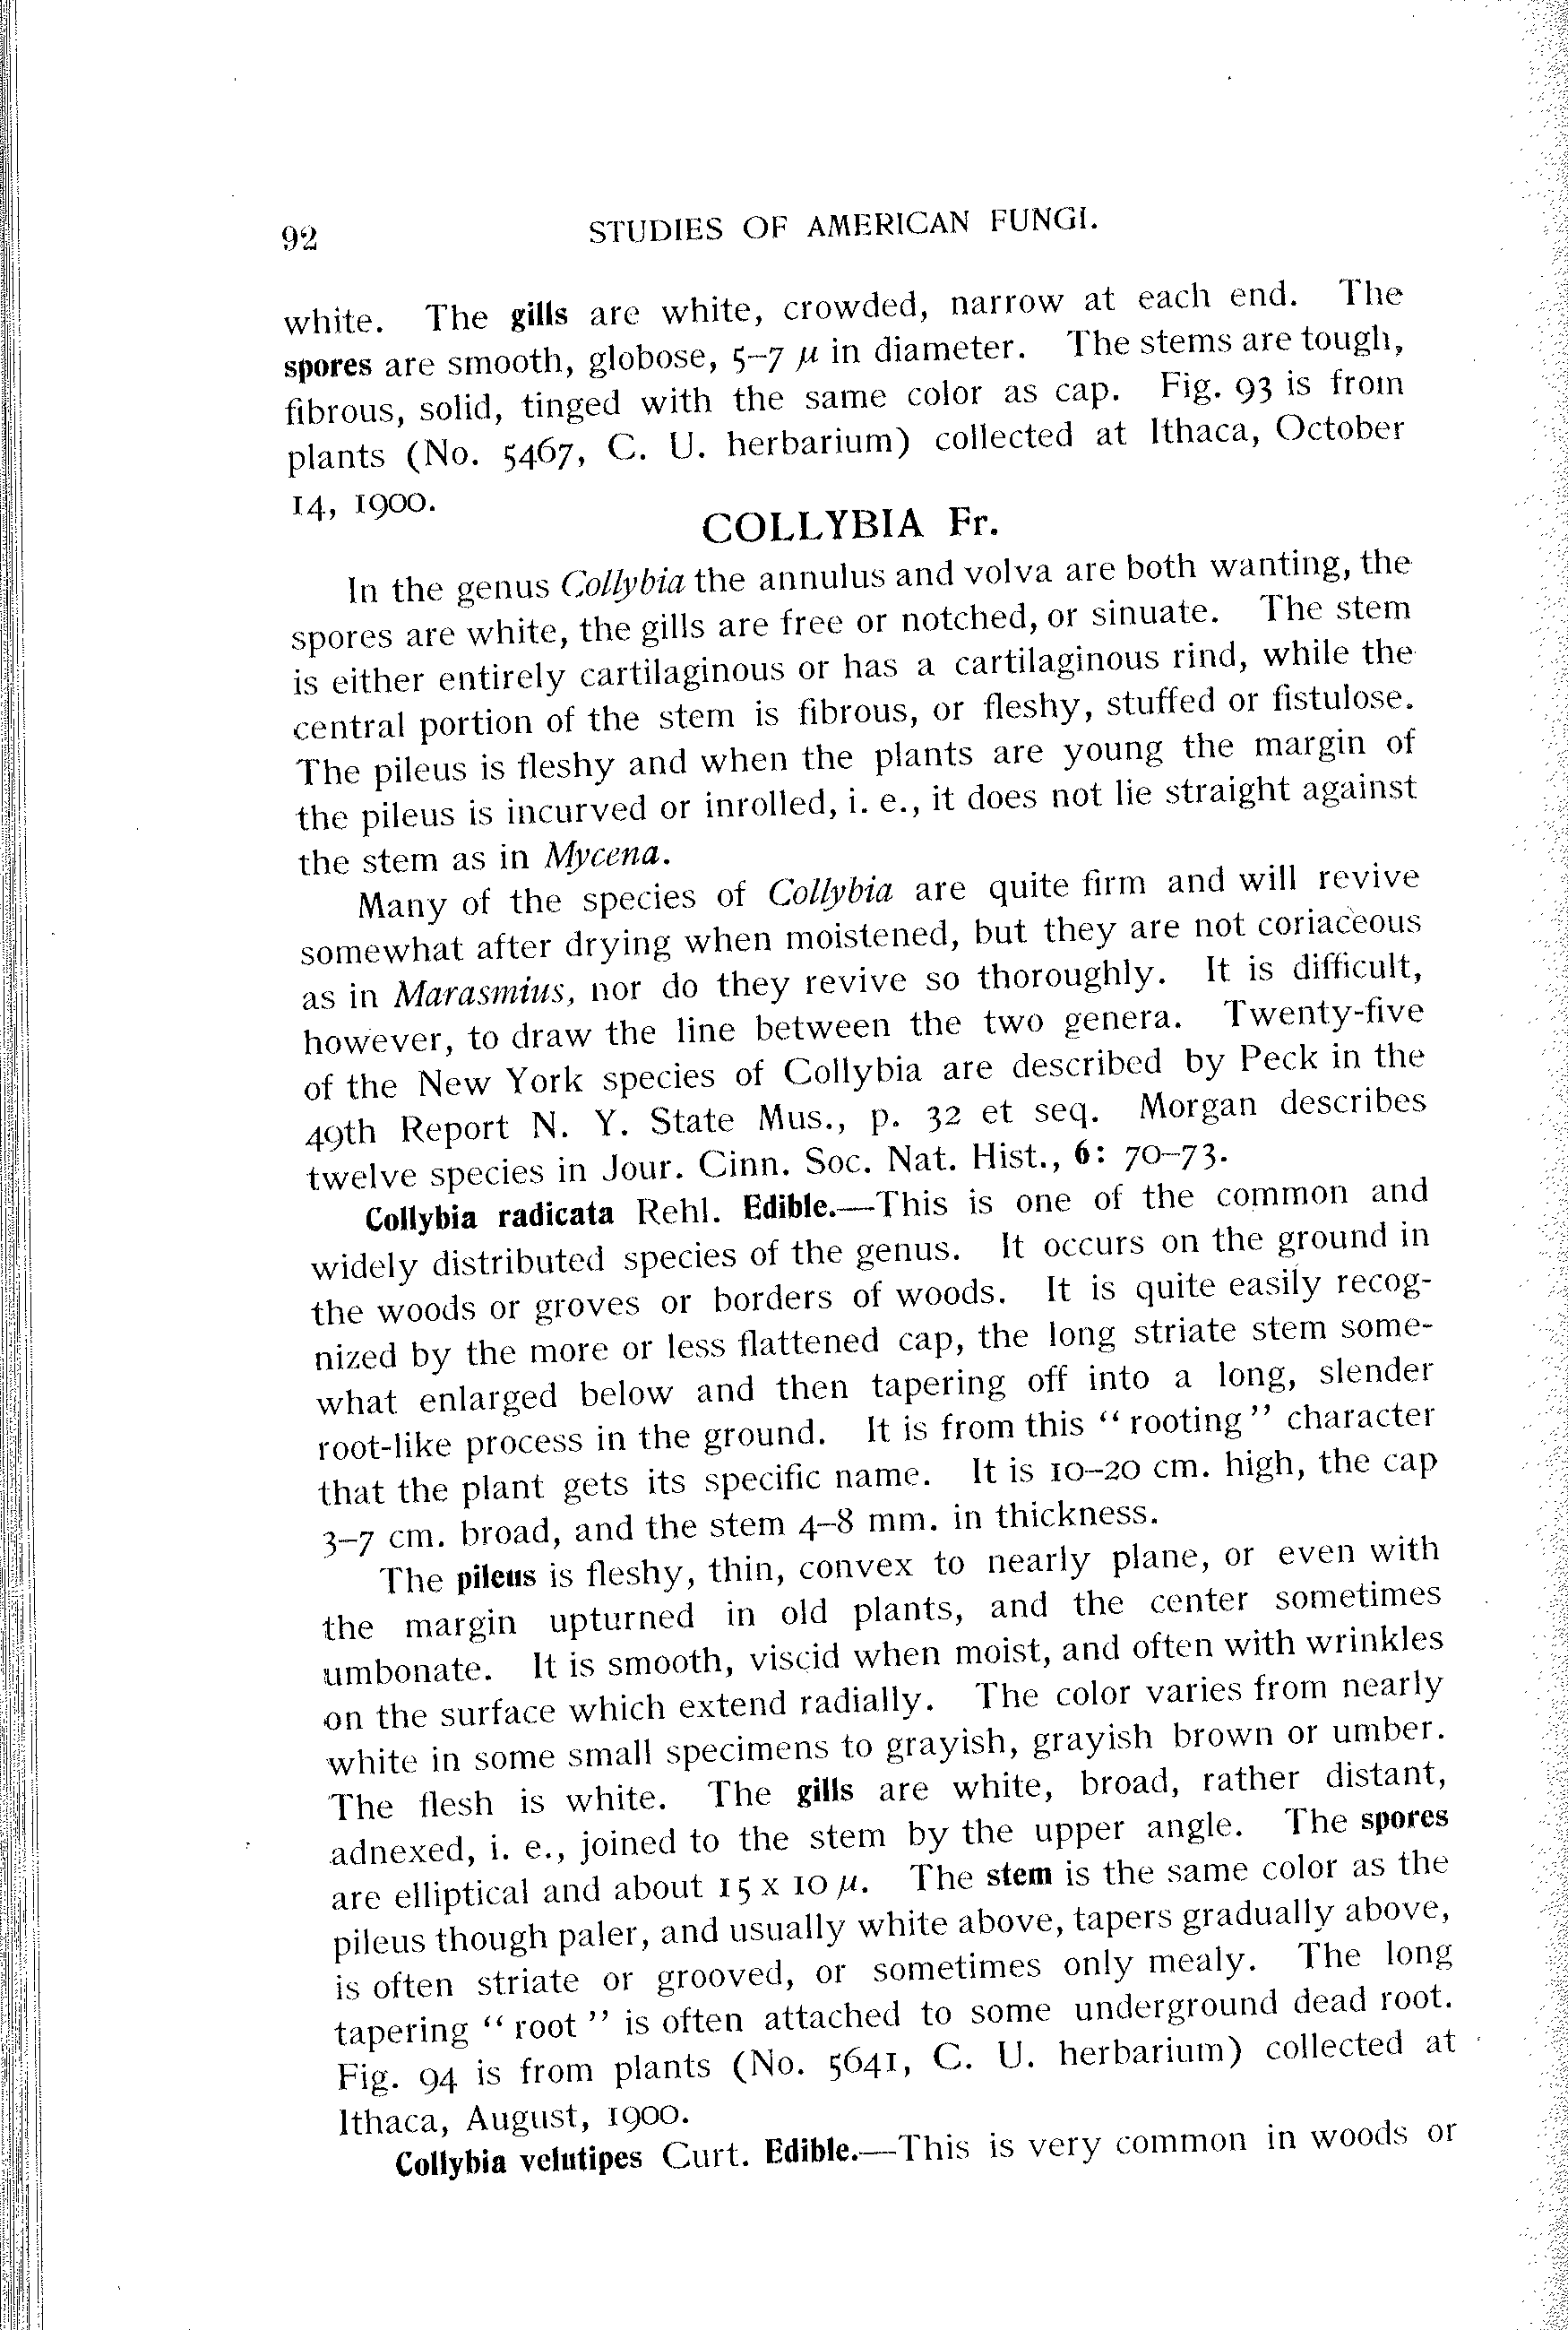 92 STUDIES OF AMERICAN FUNGI.
white. The gills are white, crowded, narrow at each end. The
spores are smooth, globose, 5–7 µ in diameter. The stems are tough,
fibrous, solid, tinged with the same color as cap. Fig. 93 is from
plants (No. 5467, C. U. herbarium) collected at Ithaca, October
14, 1900.
COLLYBIA Fr.
In the genus Collybia the annulus and volva are both wanting, the
spores are white, the gills are free or notched, or sinuate. The stem
is either entirely cartilaginous or has a cartilaginous rind, while the
central portion of the stem is fibrous, or fleshy, stuffed or fistulose.
The pileus is fleshy and when the plants are young the margin of
the pileus is incurved or inrolled, i. e., it does not lie straight against
the stem as in Mycena.
Many of the species of Collybia are quite firm and will revive
somewhat after drying when moistened, but they are not coriaceous
as in Marasmius, nor do they revive so thoroughly. It is difficult,
however, to draw the line between the two genera. Twenty-five
of the New York species of Collybia are described by Peck in the
49th Report N. Y. State Mus., p. 32 et seq. Morgan describes
twelve species in Jour. Cinn. Soc. Nat. Hist., 6: 70–73.
Collybia radicata Rehl. Edible.—This is one of the common and
widely distributed species of the genus. It occurs on the ground in
the woods or groves or borders of woods. It is quite easily recog-
nized by the more or less flattened cap, the long striate stem some-
what enlarged below and then tapering off into a long, slender
root-like process in the ground. It is from this “rooting” character
that the plant gets its specific name. It is 10–20 cm. high, the cap
3–7 cm. broad, and the stem 4–8 mm. in thickness.
The pileus is fleshy, thin, convex to nearly plane, or even with
the margin upturned in old plants, and the center sometimes
umbonate. It is smooth, viscid when moist, and often with wrinkles
on the surface which extend radially. The color varies from nearly
white in some small specimens to grayish, grayish brown or umber.
The flesh is white. The gills are white, broad, rather distant,
adnexed, i. e., joined to the stem by the upper angle. The spores
are elliptical and about 15 x 10 µ. The stem is the same color as the
pileus though paler, and usually white above, tapers gradually above,
is often striate or grooved, or sometimes only mealy. The long
tapering “root” is often attached to some underground dead root.
Fig. 94 is from plants (No. 5641, C. U. herbarium) collected at
Ithaca, August, 1900.
Collybia velutipes Curt. Edible.—This is very common in woods or